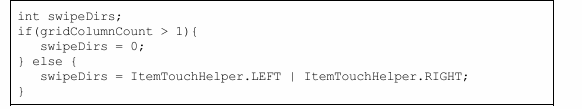 int swipeDirs;
if(gridColumnCount > 1){
   swipeDirs = 0;
} else {
   swipeDirs = ItemTouchHelper.LEFT | ItemTouchHelper.RIGHT;
}